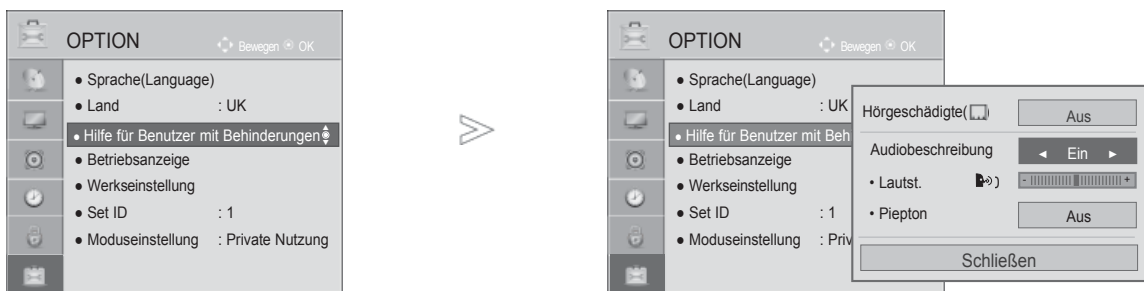 OPTION
Bewegen OK
● Sprache(Language)
● Land : UK
● Hilfe für Benutzer mit Behinderungen
● Betriebsanzeige
● Werkseinstellung
● Set ID : 1
● Moduseinstellung : Private Nutzung
>
OPTION
Bewegen OK
● Sprache(Language)
● Land : UK
● Hilfe für Benutzer mit Beh
● Betriebsanzeige
● Werkseinstellung
● Set ID : 1
● Moduseinstellung : Priv
Hörgeschädigte( ) Aus
Audiobeschreibung ◄ Ein ►
• Lautst. - +
• Piepton Aus
Schließen